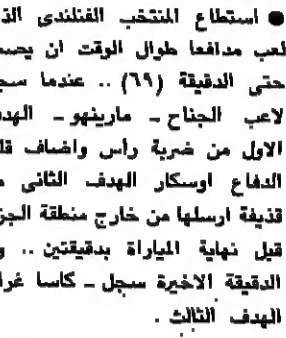 ● استطاع المنتخب الفنلندى الذ
لعب مدافعا طوال الوقت ان يصم
حتى الدقيقة (٦٩) .. عندما سج
لاعب الجناح ـ مارينهو ـ الهد
الاول من ضربة راس واضاف قل
الدفاع اوسكار الهدف الثانى م
قذيفة ارسلها من خارج منطقة الجز
قبل نهاية المباراة بدقيقتين .. و
الدقيقة الاخيرة سجل ـ كاسا غرا
الهدف الثالث .